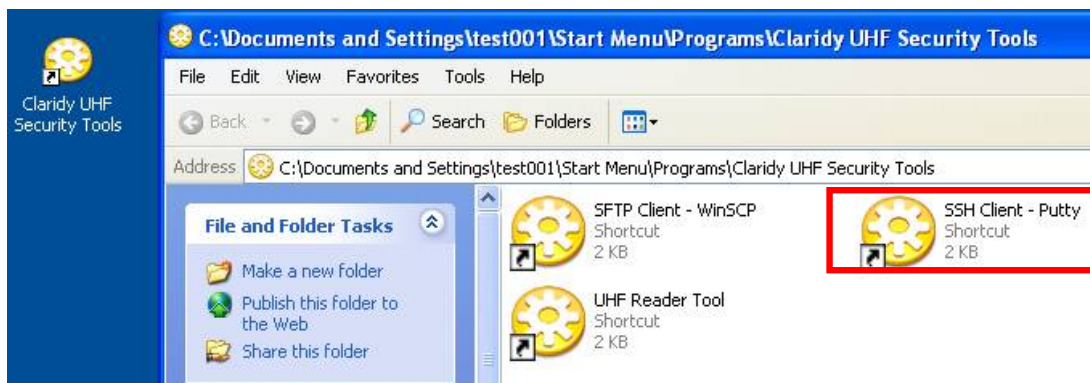 Claridy UHF
Security Tools
C:\Documents and Settings\test001\Start Menu\Programs\Claridy UHF Security Tools
File Edit View Favorites Tools Help
Back Search Folders
Address C:\Documents and Settings\test001\Start Menu\Programs\Claridy UHF Security Tools
File and Folder Tasks
Make a new folder
Publish this folder to
the Web
Share this folder
SFTP Client - WinSCP
Shortcut
2 KB
SSH Client - Putty
Shortcut
2 KB
UHF Reader Tool
Shortcut
2 KB